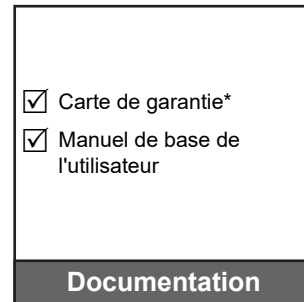 Carte de garantie*
Manuel de base de
l'utilisateur
Documentation